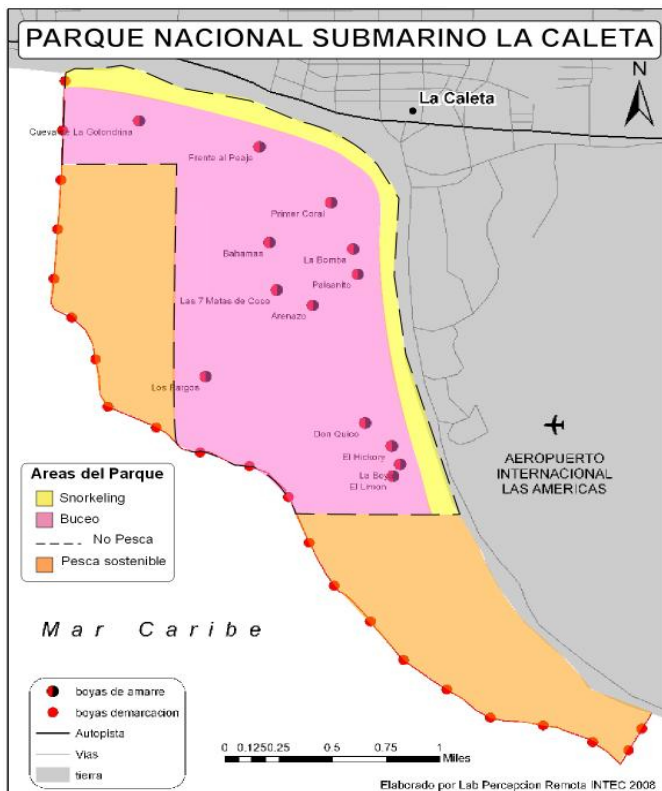 PARQUE NACIONAL SUBMARINO LA CALETA
N
La Caleta
Cueva de La Golondrina
Frente al Peaje
Primer Coral
Bahamas
La Bomba
Paisanito
Las 7 Matas de Coco
Arenazo
Los Pargos
Don Quico
El Hickory
La Boy
El Limon
AEROPUERTO
INTERNACIONAL
LAS AMERICAS
Areas del Parque
Snorkeling
Buceo
No Pesca
Pesca sostenible
Mar Caribe
boyas de amarre
boyas demarcacion
Autopista
Vias
tierra
0 0.125 0.25 0.5 0.75 1
Miles
Elaborado por Lab Percepcion Remota INTEC 2008